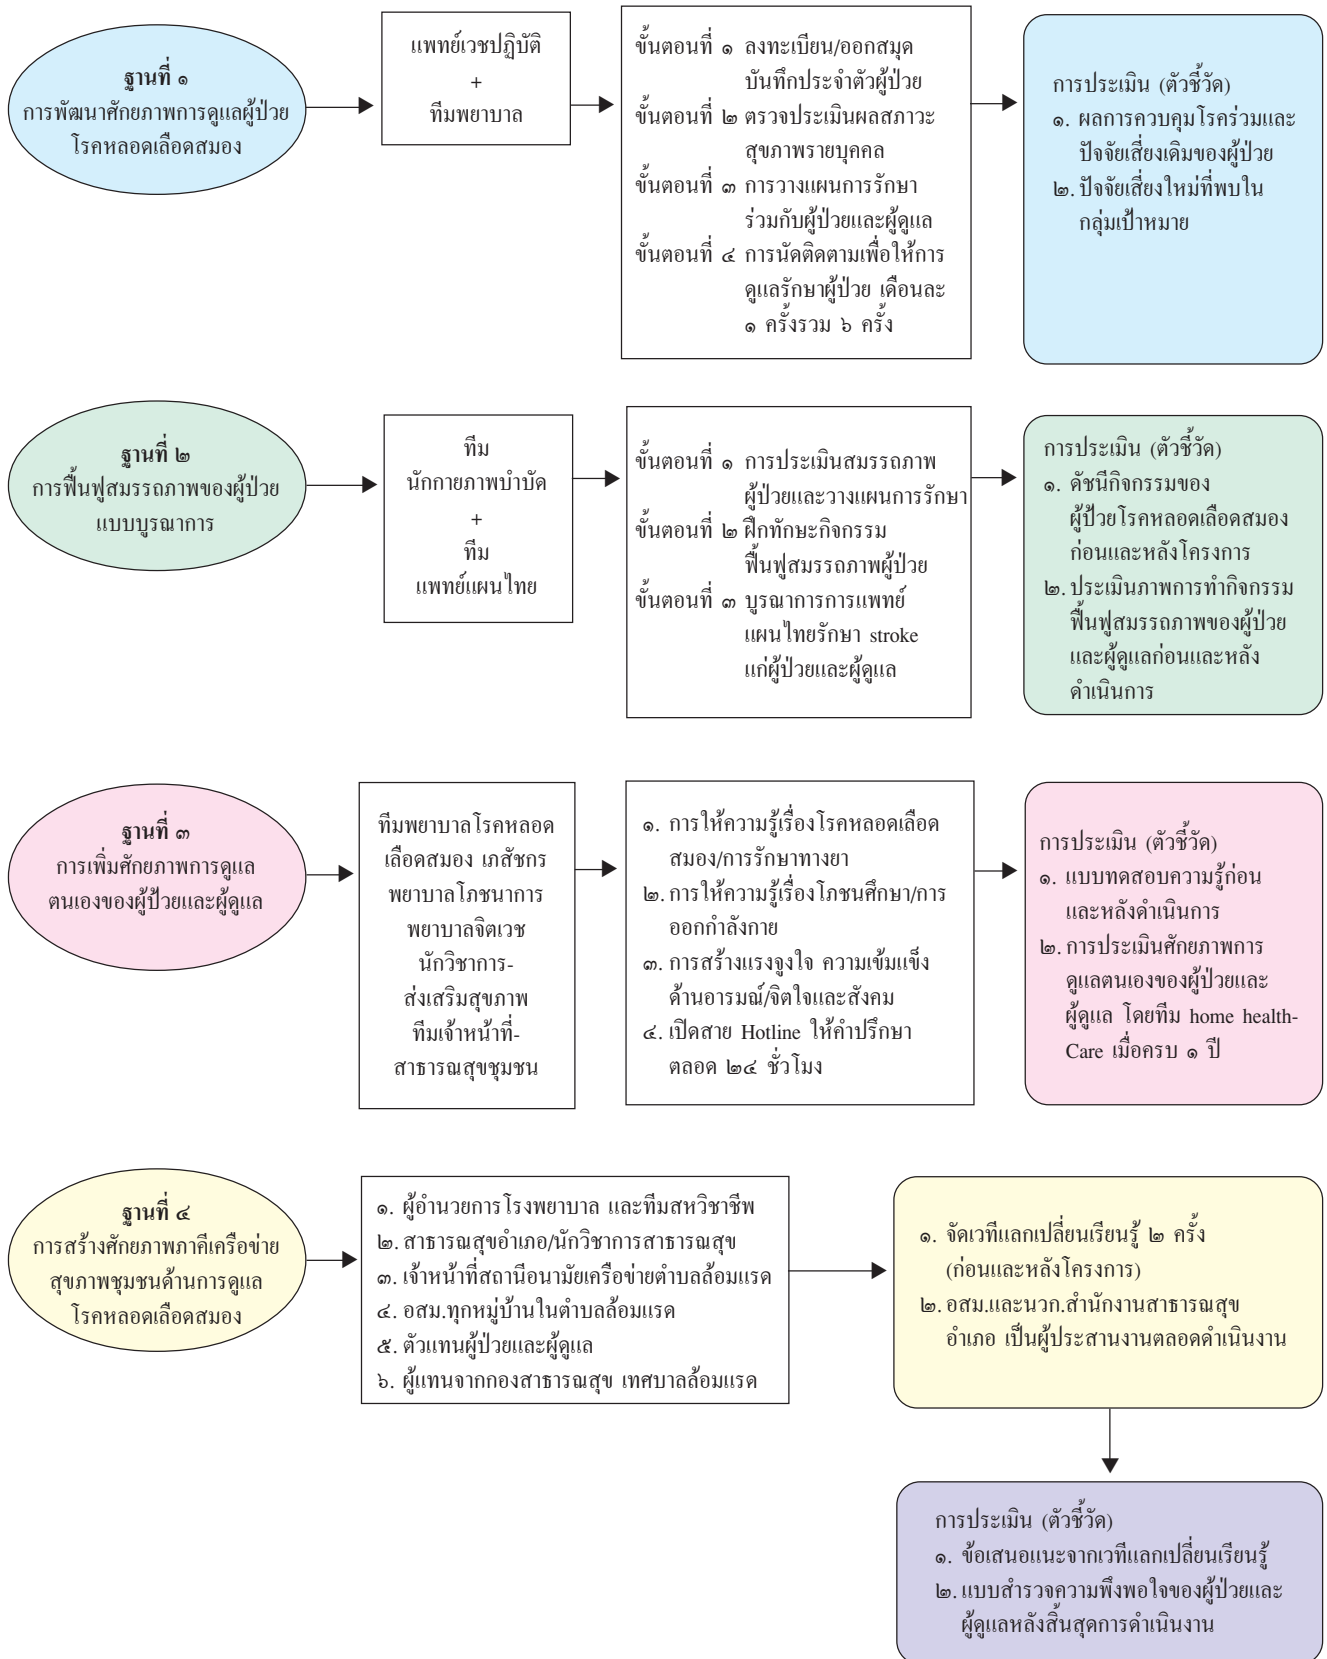 ฐานที่ ๑
การพัฒนาศักยภาพการดูแลผู้ป่วย
โรคหลอดเลือดสมอง
แพทย์เวชปฏิบัติ
+
ทีมพยาบาล
ขั้นตอนที่ ๑ ลงทะเบียน/ออกสมุด
บันทึกประจำตัวผู้ป่วย
ขั้นตอนที่ ๒ ตรวจประเมินผลสภาวะ
สุขภาพรายบุคคล
ขั้นตอนที่ ๓ การวางแผนการรักษา
ร่วมกับผู้ป่วยและผู้ดูแล
ขั้นตอนที่ ๔ การนัดติดตามเพื่อให้การ
ดูแลรักษาผู้ป่วย เดือนละ
๑ ครั้งรวม ๖ ครั้ง
การประเมิน (ตัวชี้วัด)
๑. ผลการควบคุมโรคร่วมและ
ปัจจัยเสี่ยงเดิมของผู้ป่วย
๒. ปัจจัยเสี่ยงใหม่ที่พบใน
กลุ่มเป้าหมาย
ฐานที่ ๒
การฟื้นฟูสมรรถภาพของผู้ป่วย
แบบบูรณาการ
ทีม
นักกายภาพบำบัด
+
ทีม
แพทย์แผนไทย
ขั้นตอนที่ ๑ การประเมินสมรรถภาพ
ผู้ป่วยและวางแผนการรักษา
ขั้นตอนที่ ๒ ฝึกทักษะกิจกรรม
ฟื้นฟูสมรรถภาพผู้ป่วย
ขั้นตอนที่ ๓ บูรณาการการแพทย์
แผนไทยรักษา stroke
แก่ผู้ป่วยและผู้ดูแล
การประเมิน (ตัวชี้วัด)
๑. ดัชนีกิจกรรมของ
ผู้ป่วยโรคหลอดเลือดสมอง
ก่อนและหลังโครงการ
๒. ประเมินภาพการทำกิจกรรม
ฟื้นฟูสมรรถภาพของผู้ป่วย
และผู้ดูแลก่อนและหลัง
ดำเนินการ
ฐานที่ ๓
การเพิ่มศักยภาพการดูแล
ตนเองของผู้ป่วยและผู้ดูแล
ทีมพยาบาลโรคหลอด
เลือดสมอง เภสัชกร
พยาบาลโภชนาการ
พยาบาลจิตเวช
นักวิชาการ-
ส่งเสริมสุขภาพ
ทีมเจ้าหน้าที่-
สาธารณสุขชุมชน
๑. การให้ความรู้เรื่องโรคหลอดเลือด
สมอง/การรักษาทางยา
๒. การให้ความรู้เรื่องโภชนศึกษา/การ
ออกกำลังกาย
๓. การสร้างแรงจูงใจ ความเข้มแข็ง
ด้านอารมณ์/จิตใจและสังคม
๔. เปิดสาย Hotline ให้คำปรึกษา
ตลอด ๒๔ ชั่วโมง
การประเมิน (ตัวชี้วัด)
๑. แบบทดสอบความรู้ก่อน
และหลังดำเนินการ
๒. การประเมินศักยภาพการ
ดูแลตนเองของผู้ป่วยและ
ผู้ดูแล โดยทีม home health-
Care เมื่อครบ ๑ ปี
ฐานที่ ๔
การสร้างศักยภาพภาคีเครือข่าย
สุขภาพชุมชนด้านการดูแล
โรคหลอดเลือดสมอง
๑. ผู้อำนวยการโรงพยาบาล และทีมสหวิชาชีพ
๒. สาธารณสุขอำเภอ/นักวิชาการสาธารณสุข
๓. เจ้าหน้าที่สถานีอนามัยเครือข่ายตำบลล้อมแรด
๔. อสม.ทุกหมู่บ้านในตำบลล้อมแรด
๕. ตัวแทนผู้ป่วยและผู้ดูแล
๖. ผู้แทนจากกองสาธารณสุข เทศบาลล้อมแรด
๑. จัดเวทีแลกเปลี่ยนเรียนรู้ ๒ ครั้ง
(ก่อนและหลังโครงการ)
๒. อสม.และนวก.สำนักงานสาธารณสุข
อำเภอ เป็นผู้ประสานงานตลอดดำเนินงาน
การประเมิน (ตัวชี้วัด)
๑. ข้อเสนอแนะจากเวทีแลกเปลี่ยนเรียนรู้
๒. แบบสำรวจความพึงพอใจของผู้ป่วยและ
ผู้ดูแลหลังสิ้นสุดการดำเนินงาน